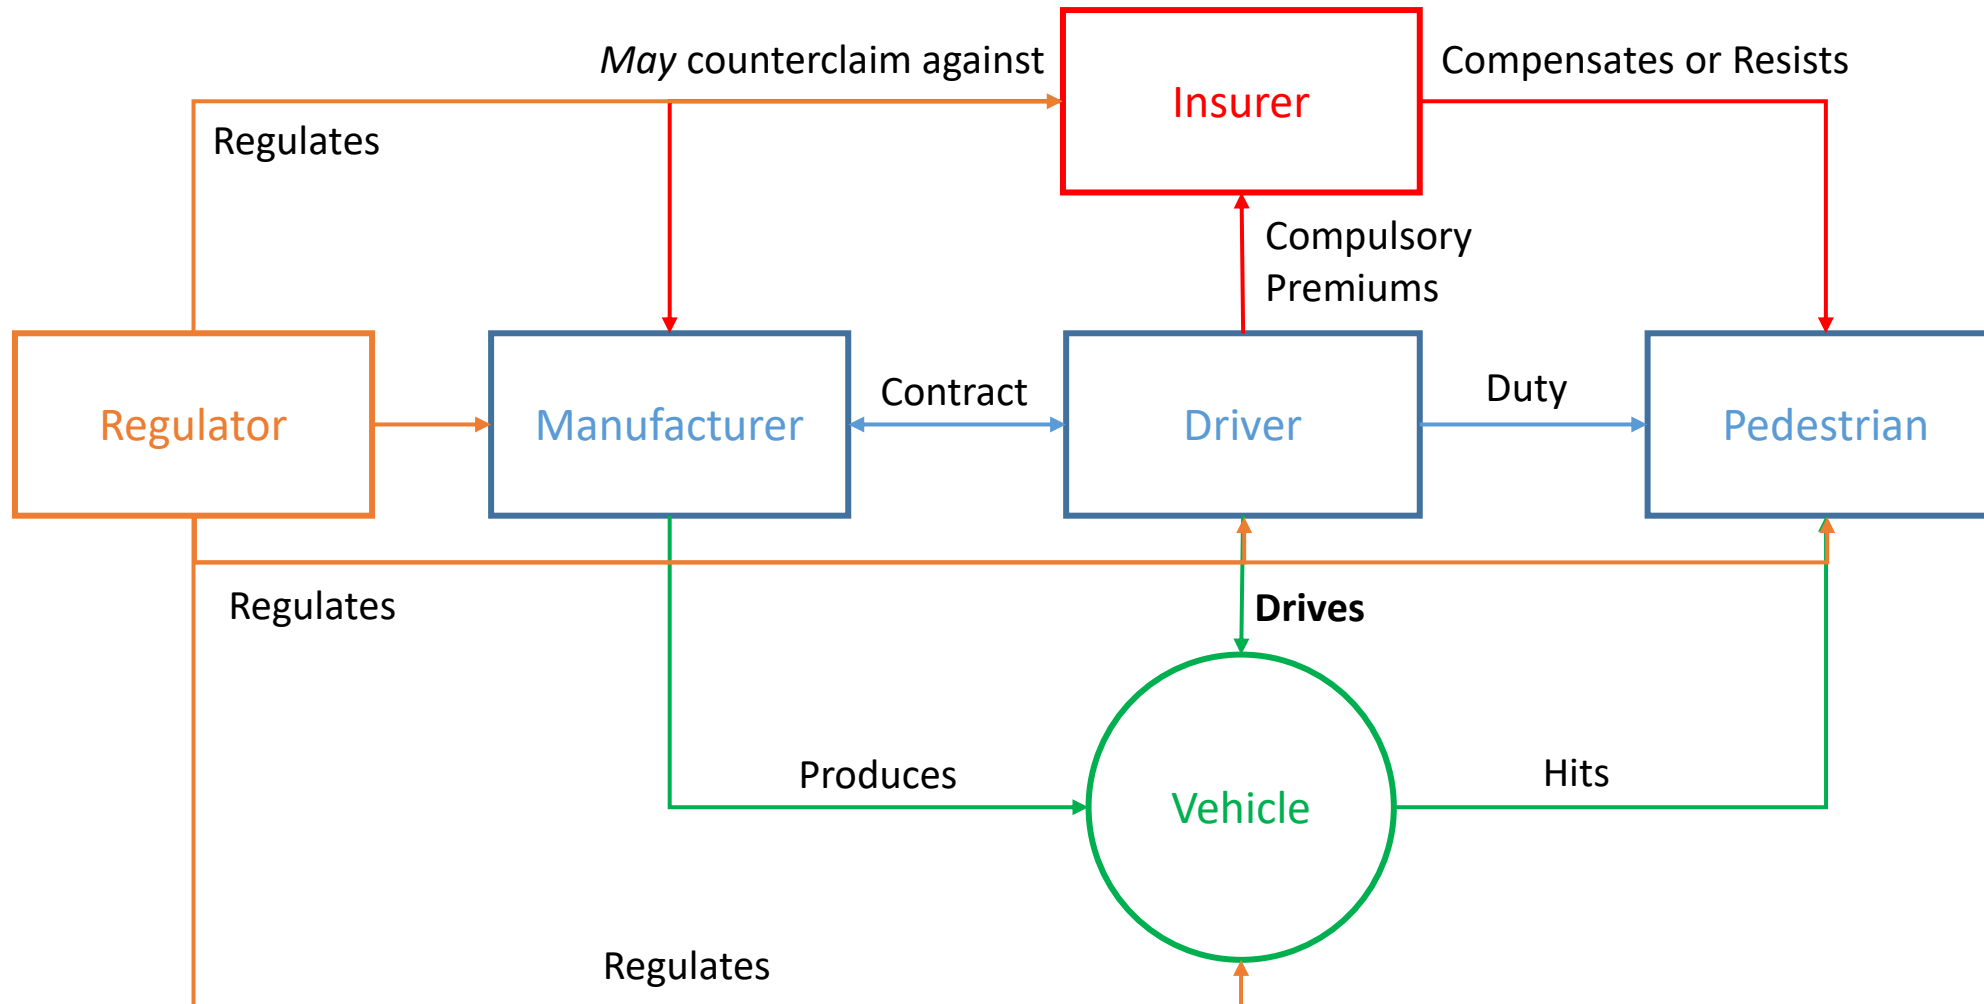 May counterclaim against
Compensates or Resists
Insurer
Regulates
Compulsory
Premiums
Regulator
Manufacturer
Contract
Driver
Duty
Pedestrian
Regulates
Drives
Produces
Vehicle
Hits
Regulates